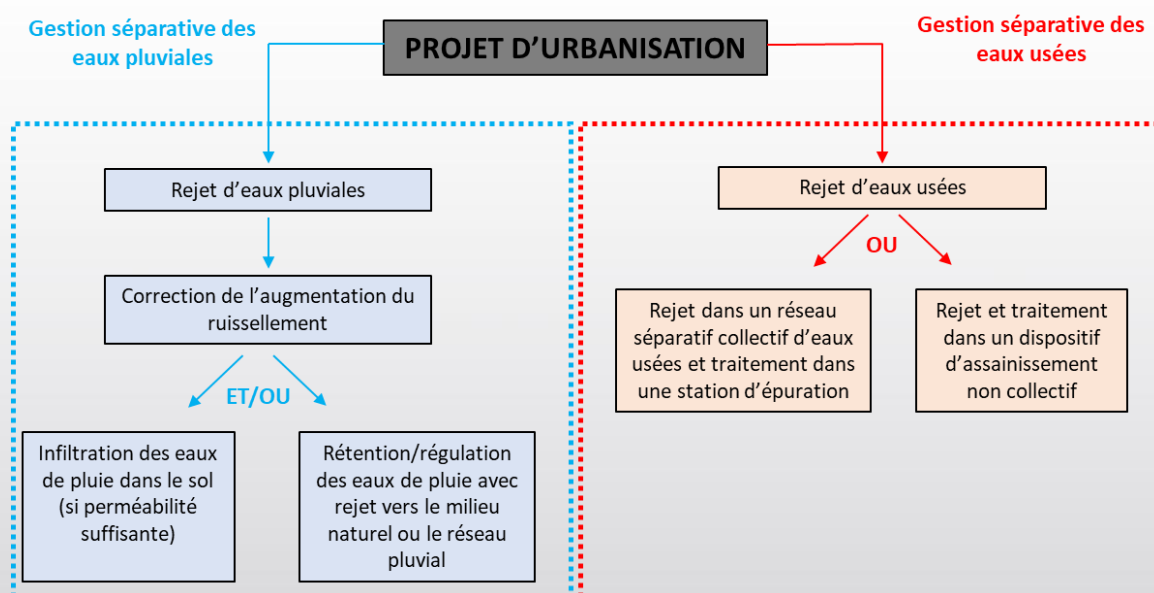 Gestion séparative des
eaux pluviales
PROJET D'URBANISATION
Gestion séparative des
eaux usées
Rejet d'eaux pluviales
Correction de l'augmentation du
ruissellement
ET/OU
Infiltration des eaux
de pluie dans le sol
(si perméabilité
suffisante)
Rétention/régulation
des eaux de pluie avec
rejet vers le milieu
naturel ou le réseau
pluvial
Rejet d'eaux usées
OU
Rejet dans un réseau
séparatif collectif d'eaux
usées et traitement dans
une station d'épuration
Rejet et traitement
dans un dispositif
d'assainissement
non collectif